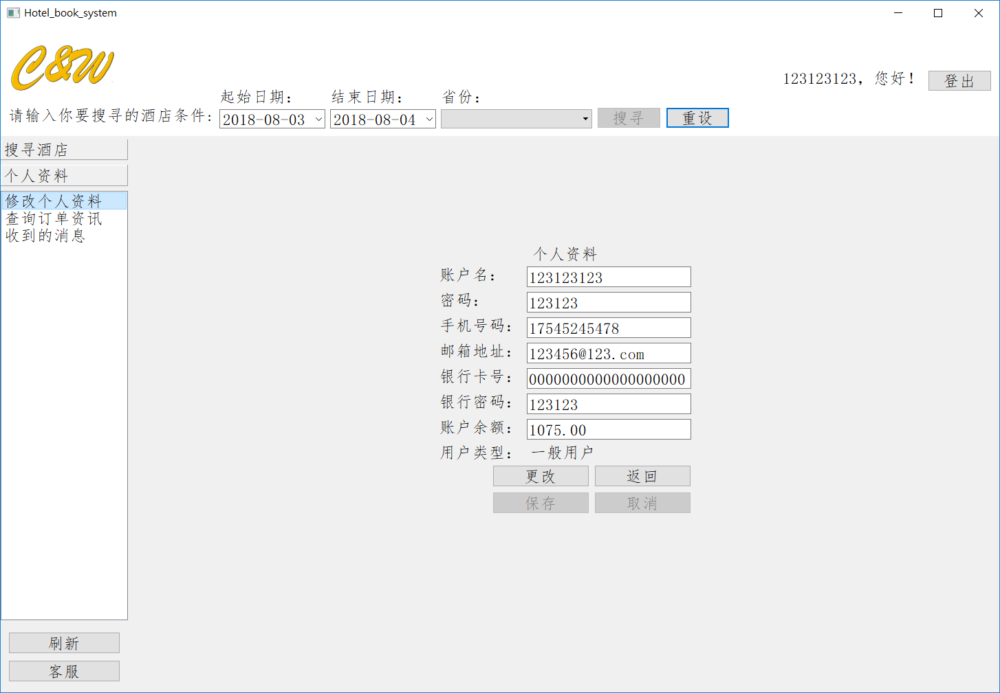 Hotel_book_system
C&W
123123123，您好！ 登出
起始日期： 结束日期： 省份：
请输入你要搜寻的酒店条件: 2018-08-03 2018-08-04 搜寻 重设
搜寻酒店
个人资料
修改个人资料
查询订单资讯
收到的消息
个人资料
账户名： 123123123
密码： 123123
手机号码： 17545245478
邮箱地址： 123456@123.com
银行卡号： 0000000000000000000
银行密码： 123123
账户余额： 1075.00
用户类型： 一般用户
更改 返回
保存 取消
刷新
客服